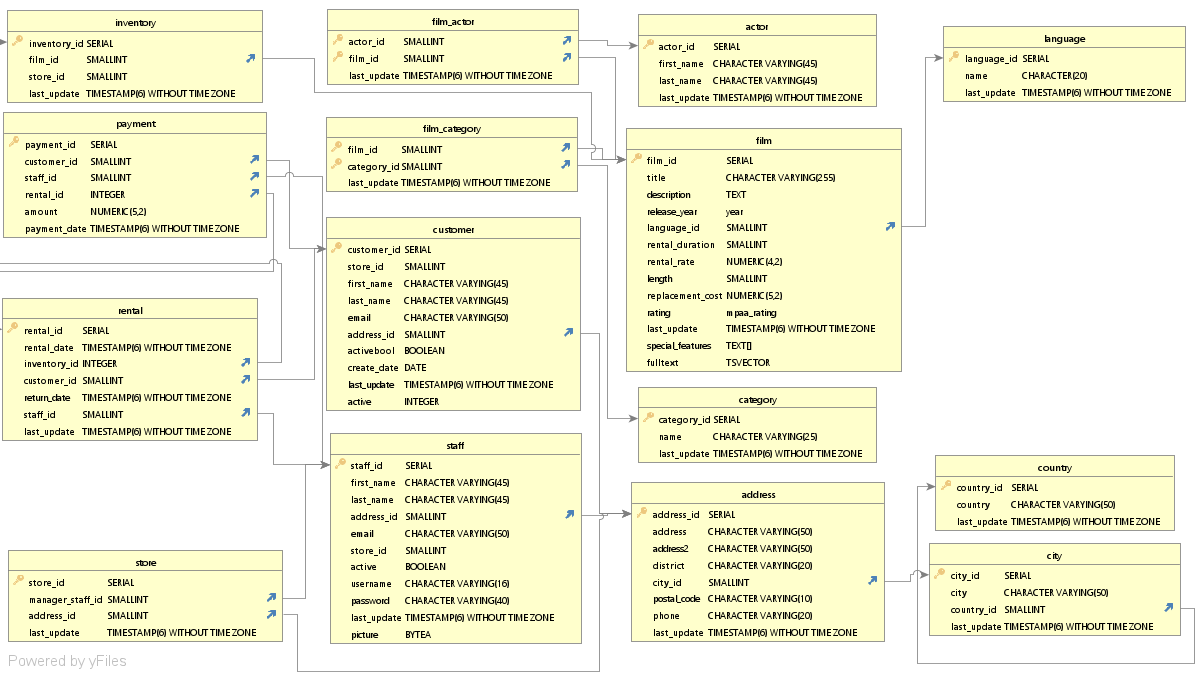 inventory
inventory_id SERIAL
film_id SMALLINT
store_id SMALLINT
last_update TIMESTAMP(6) WITHOUT TIME ZONE
payment
payment_id SERIAL
customer_id SMALLINT
staff_id SMALLINT
rental_id INTEGER
amount NUMERIC(5,2)
payment_date TIMESTAMP(6) WITHOUT TIME ZONE
rental
rental_id SERIAL
rental_date TIMESTAMP(6) WITHOUT TIME ZONE
inventory_id INTEGER
customer_id SMALLINT
return_date TIMESTAMP(6) WITHOUT TIME ZONE
staff_id SMALLINT
last_update TIMESTAMP(6) WITHOUT TIME ZONE
store
store_id SERIAL
manager_staff_id SMALLINT
address_id SMALLINT
last_update TIMESTAMP(6) WITHOUT TIME ZONE
film_actor
actor_id SMALLINT
film_id SMALLINT
last_update TIMESTAMP(6) WITHOUT TIME ZONE
film_category
film_id SMALLINT
category_id SMALLINT
last_update TIMESTAMP(6) WITHOUT TIME ZONE
customer
customer_id SERIAL
store_id SMALLINT
first_name CHARACTER VARYING(45)
last_name CHARACTER VARYING(45)
email CHARACTER VARYING(50)
address_id SMALLINT
activebool BOOLEAN
create_date DATE
last_update TIMESTAMP(6) WITHOUT TIME ZONE
active INTEGER
staff
staff_id SERIAL
first_name CHARACTER VARYING(45)
last_name CHARACTER VARYING(45)
address_id SMALLINT
email CHARACTER VARYING(50)
store_id SMALLINT
active BOOLEAN
username CHARACTER VARYING(16)
password CHARACTER VARYING(40)
last_update TIMESTAMP(6) WITHOUT TIME ZONE
picture BYTEA
actor
actor_id SERIAL
first_name CHARACTER VARYING(45)
last_name CHARACTER VARYING(45)
last_update TIMESTAMP(6) WITHOUT TIME ZONE
film
film_id SERIAL
title CHARACTER VARYING(255)
description TEXT
release_year year
language_id SMALLINT
rental_duration SMALLINT
rental_rate NUMERIC(4,2)
length SMALLINT
replacement_cost NUMERIC(5,2)
rating mpaa_rating
last_update TIMESTAMP(6) WITHOUT TIME ZONE
special_features TEXT[]
fulltext TSVECTOR
category
category_id SERIAL
name CHARACTER VARYING(25)
last_update TIMESTAMP(6) WITHOUT TIME ZONE
address
address_id SERIAL
address CHARACTER VARYING(50)
address2 CHARACTER VARYING(50)
district CHARACTER VARYING(20)
city_id SMALLINT
postal_code CHARACTER VARYING(10)
phone CHARACTER VARYING(20)
last_update TIMESTAMP(6) WITHOUT TIME ZONE
language
language_id SERIAL
name CHARACTER(20)
last_update TIMESTAMP(6) WITHOUT TIME ZONE
country
country_id SERIAL
country CHARACTER VARYING(50)
last_update TIMESTAMP(6) WITHOUT TIME ZONE
city
city_id SERIAL
city CHARACTER VARYING(50)
country_id SMALLINT
last_update TIMESTAMP(6) WITHOUT TIME ZONE
Powered by yFiles